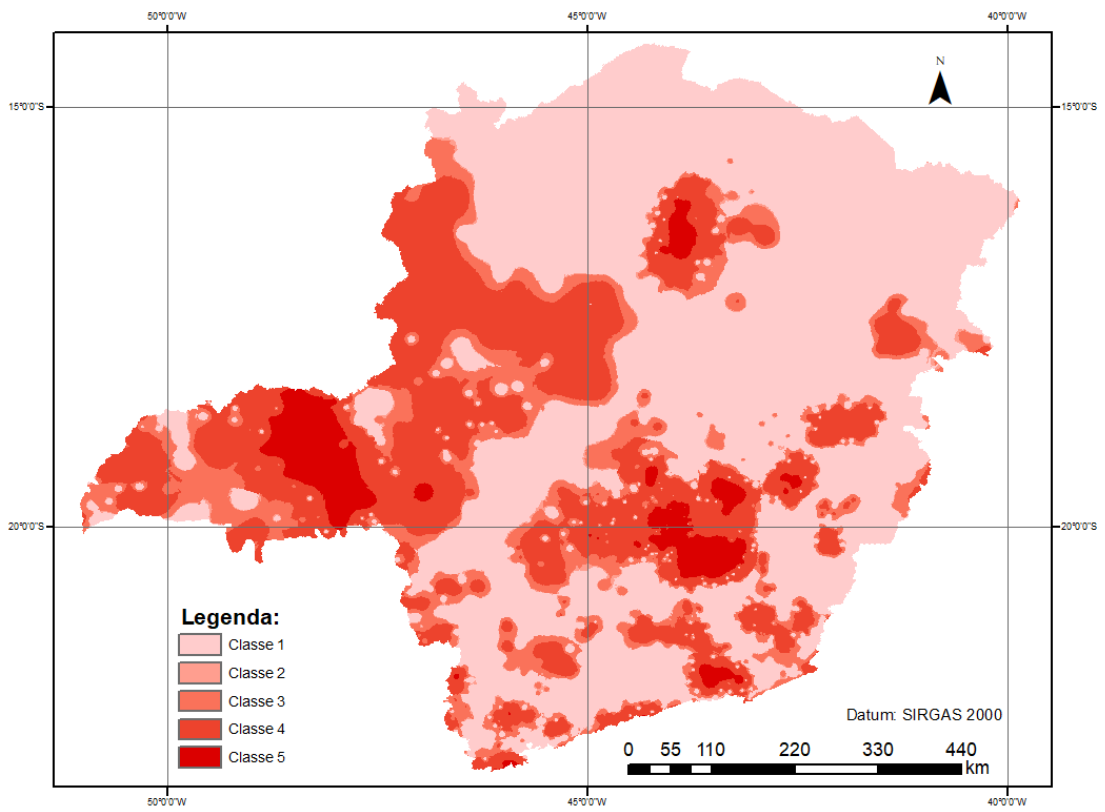 50°0'0"W
45°0'0"W
40°0'0"W
N
15°0'0"S
15°0'0"S
20°0'0"S
20°0'0"S
Legenda:
Classe 1
Classe 2
Classe 3
Classe 4
Classe 5
Datum: SIRGAS 2000
0 55 110 220 330 440
km
50°0'0"W
45°0'0"W
40°0'0"W